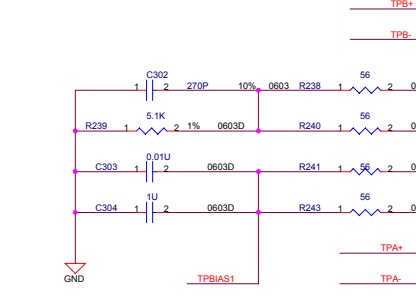 TPB+
TPB-
C302 56
1 2 270P 10% 0603 R238 1 2 0
5.1K 56
R239 1 2 1% 0603D R240 1 2 0
0.01U
C303 1 2 0603D R241 1 56 2 0
1U 56
C304 1 2 0603D R243 1 2 0
TPA+
GND TPBIAS1 TPA-